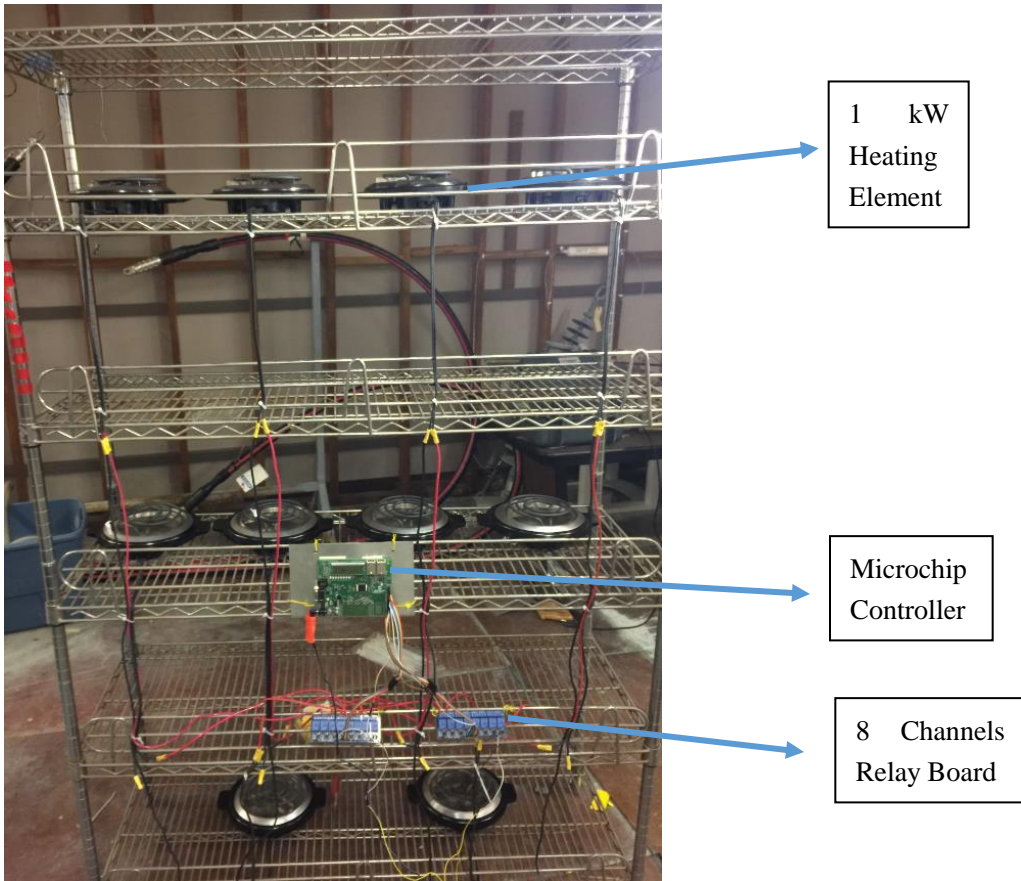 1 kW
Heating
Element
Microchip
Controller
8 Channels
Relay Board